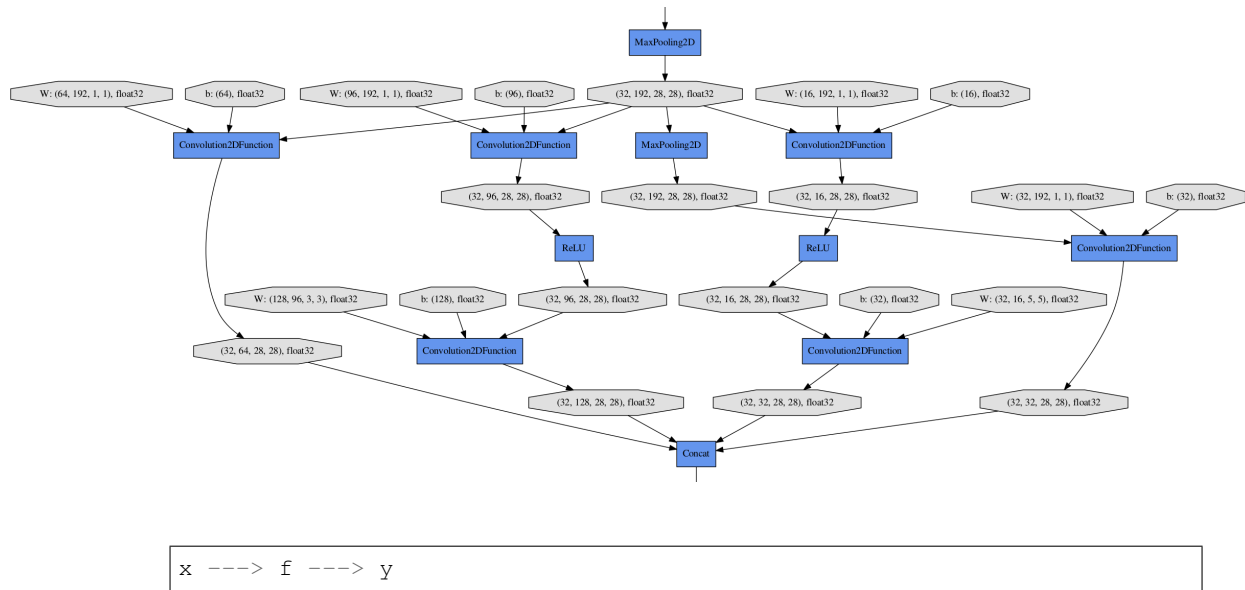 MaxPooling2D
W: (64, 192, 1, 1), float32
b: (64), float32
W: (96, 192, 1, 1), float32
b: (96), float32
(32, 192, 28, 28), float32
W: (16, 192, 1, 1), float32
b: (16), float32
Convolution2DFunction
Convolution2DFunction
MaxPooling2D
Convolution2DFunction
(32, 96, 28, 28), float32
(32, 192, 28, 28), float32
(32, 16, 28, 28), float32
W: (32, 192, 1, 1), float32
b: (32), float32
ReLU
ReLU
Convolution2DFunction
W: (128, 96, 3, 3), float32
b: (128), float32
(32, 96, 28, 28), float32
(32, 16, 28, 28), float32
b: (32), float32
W: (32, 16, 5, 5), float32
(32, 64, 28, 28), float32
Convolution2DFunction
Convolution2DFunction
(32, 128, 28, 28), float32
(32, 32, 28, 28), float32
(32, 32, 28, 28), float32
Concat
x ---> f ---> y